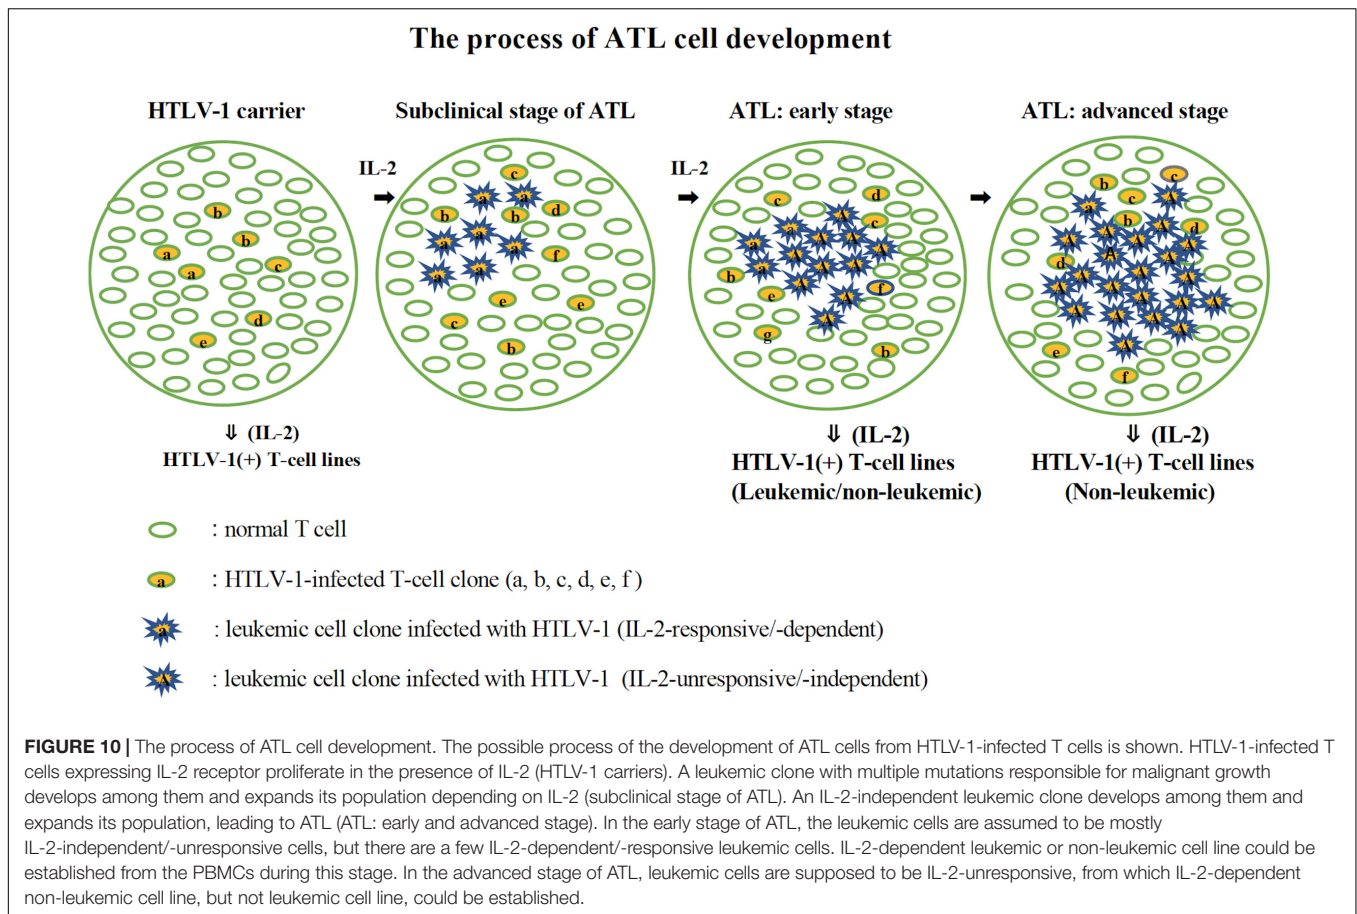 The process of ATL cell development
HTLV-1 carrier
Subclinical stage of ATL
ATL: early stage
ATL: advanced stage
IL-2
IL-2
b
b
a
a
c
d
e
c
a
a
b
b
d
a
a
a
f
a
a
e
e
c
b
c
d
A
c
a
A
A
a
A
A
a
A
A
b
A
f
e
A
A
g
b
c
b
c
A
a
b
A
d
A
A
A
A
A
d
A
A
A
A
A
A
A
A
A
A
A
A
A
A
e
A
f
⇓ (IL-2)
HTLV-1(+) T-cell lines
⇓ (IL-2)
HTLV-1(+) T-cell lines
(Leukemic/non-leukemic)
⇓ (IL-2)
HTLV-1(+) T-cell lines
(Non-leukemic)
: normal T cell
a : HTLV-1-infected T-cell clone (a, b, c, d, e, f )
a : leukemic cell clone infected with HTLV-1 (IL-2-responsive/-dependent)
A : leukemic cell clone infected with HTLV-1 (IL-2-unresponsive/-independent)
FIGURE 10 | The process of ATL cell development. The possible process of the development of ATL cells from HTLV-1-infected T cells is shown. HTLV-1-infected T
cells expressing IL-2 receptor proliferate in the presence of IL-2 (HTLV-1 carriers). A leukemic clone with multiple mutations responsible for malignant growth
develops among them and expands its population depending on IL-2 (subclinical stage of ATL). An IL-2-independent leukemic clone develops among them and
expands its population, leading to ATL (ATL: early and advanced stage). In the early stage of ATL, the leukemic cells are assumed to be mostly
IL-2-independent/-unresponsive cells, but there are a few IL-2-dependent/-responsive leukemic cells. IL-2-dependent leukemic or non-leukemic cell line could be
established from the PBMCs during this stage. In the advanced stage of ATL, leukemic cells are supposed to be IL-2-unresponsive, from which IL-2-dependent
non-leukemic cell line, but not leukemic cell line, could be established.